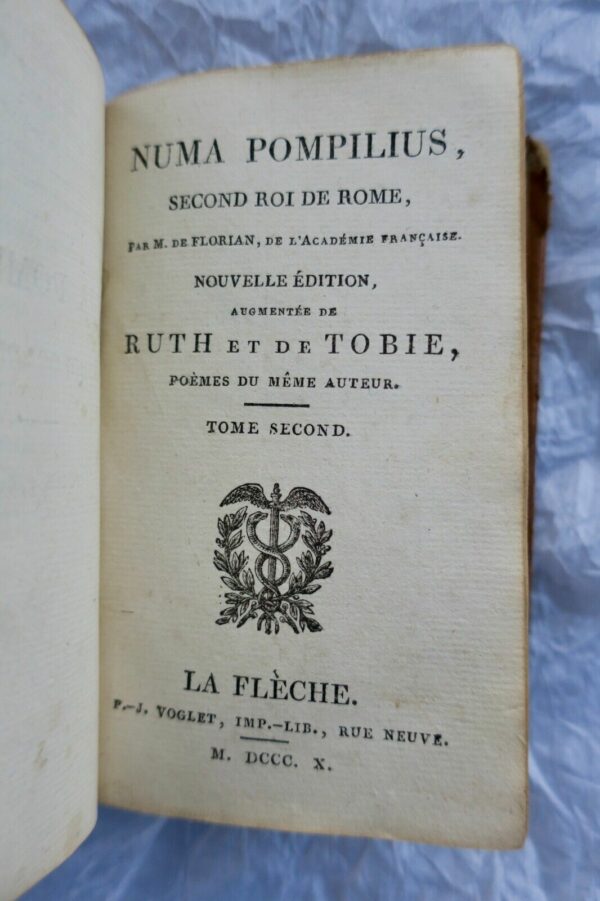 NUMA POMPILIUS,
SECOND ROI DE ROME,
PAR M. DE FLORIAN, DE L'ACADÉMIE FRANÇAISE.
NOUVELLE ÉDITION,
AUGMENTÉE DE
RUTH ET DE TOBIE,
POÈMES DU MÊME AUTEUR.
TOME SECOND.
LA FLÈCHE.
P.-J. VOGLET, IMP.-LIB., RUE NEUVE.
M. DCCC. X.